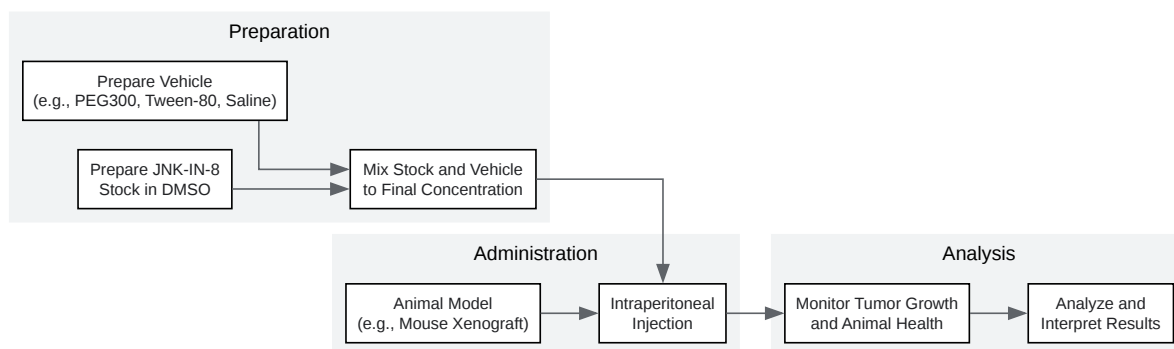 Preparation
Prepare Vehicle
(e.g., PEG300, Tween-80, Saline)
Prepare JNK-IN-8
Stock in DMSO
Mix Stock and Vehicle
to Final Concentration
Administration
Animal Model
(e.g., Mouse Xenograft)
Intraperitoneal
Injection
Analysis
Monitor Tumor Growth
and Animal Health
Analyze and
Interpret Results